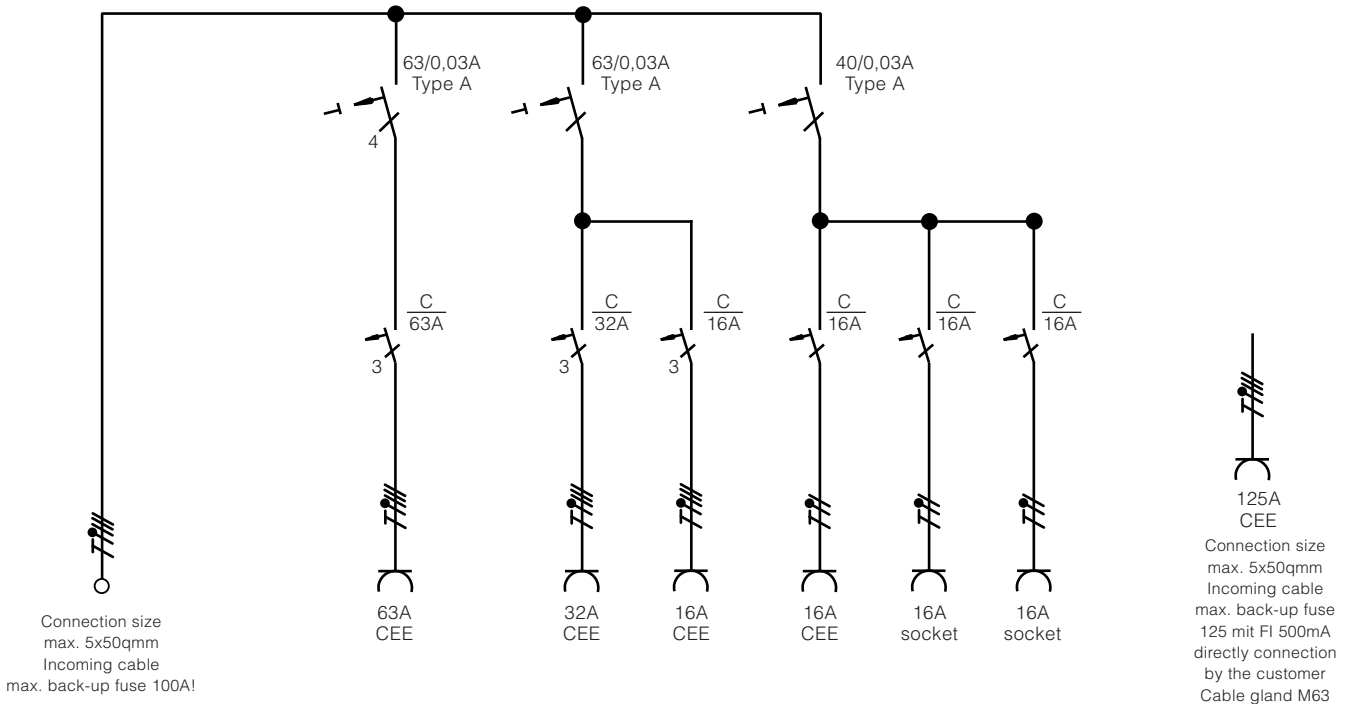 63/0,03A
Type A
63/0,03A
Type A
40/0,03A
Type A
4
C
63A
C
32A
C
16A
C
16A
C
16A
C
16A
3
3
3
63A
CEE
32A
CEE
16A
CEE
16A
CEE
16A
socket
16A
socket
Connection size
max. 5x50qmm
Incoming cable
max. back-up fuse 100A!
125A
CEE
Connection size
max. 5x50qmm
Incoming cable
max. back-up fuse
125 mit FI 500mA
directly connection
by the customer
Cable gland M63